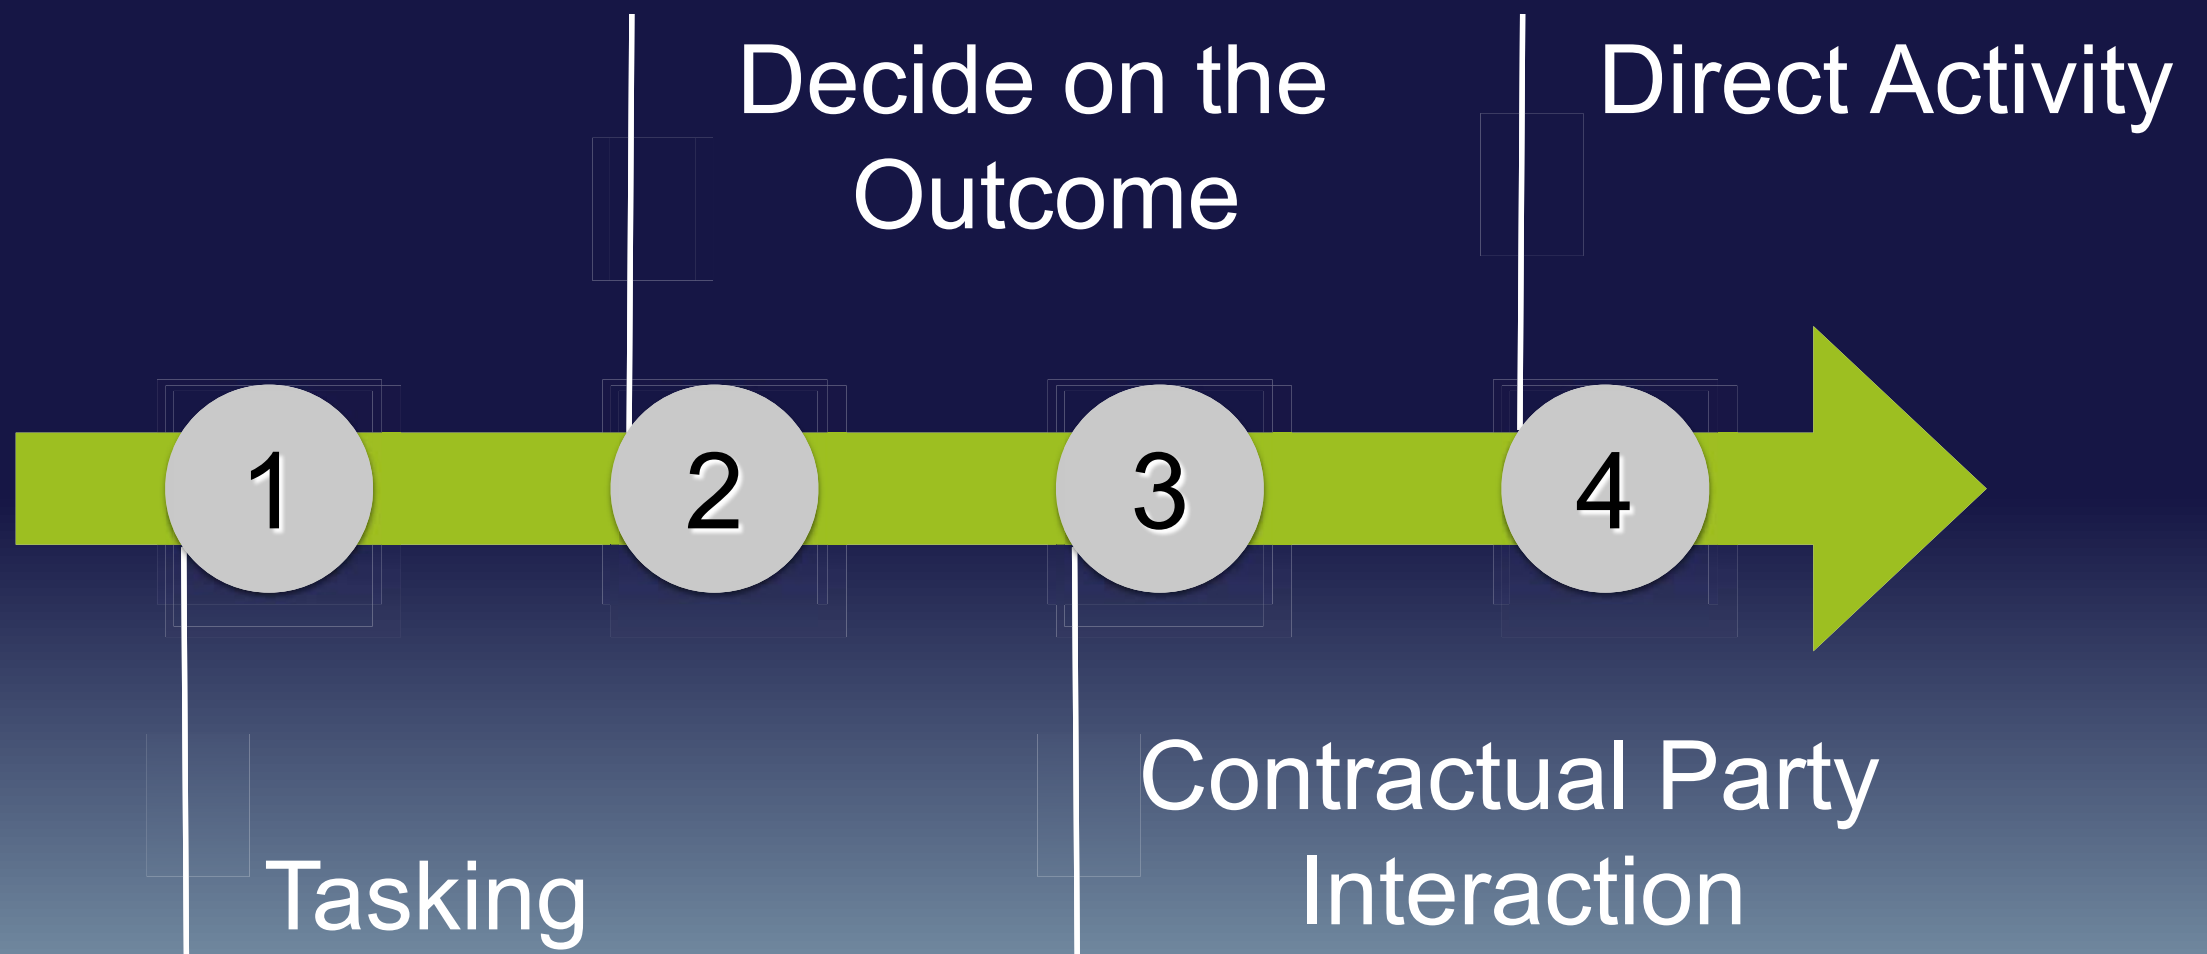 Decide on the
Outcome
Direct Activity
1
2
3
4
Tasking
Contractual Party
Interaction